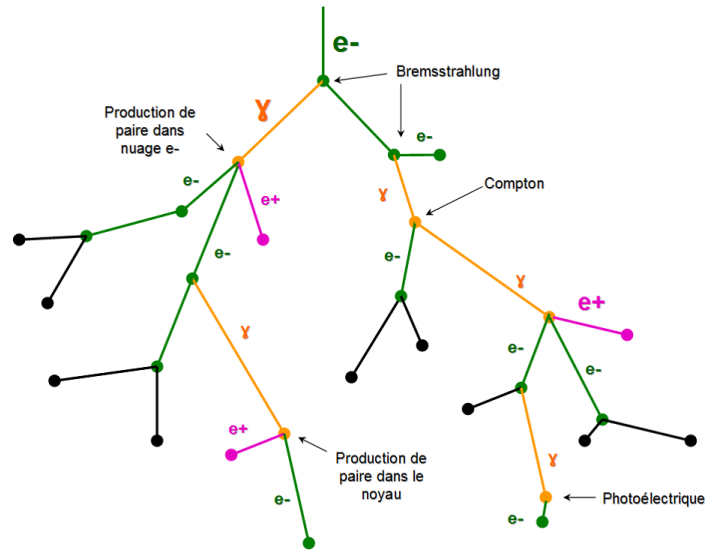 e-
Bremsstrahlung
Production de
paire dans
nuage e-
ɣ
e-
e-
e+
ɣ
Compton
e-
e-
ɣ
ɣ
e+
e-
e-
e+
Production de
paire dans le
noyau
ɣ
e-
Photoélectrique
e-